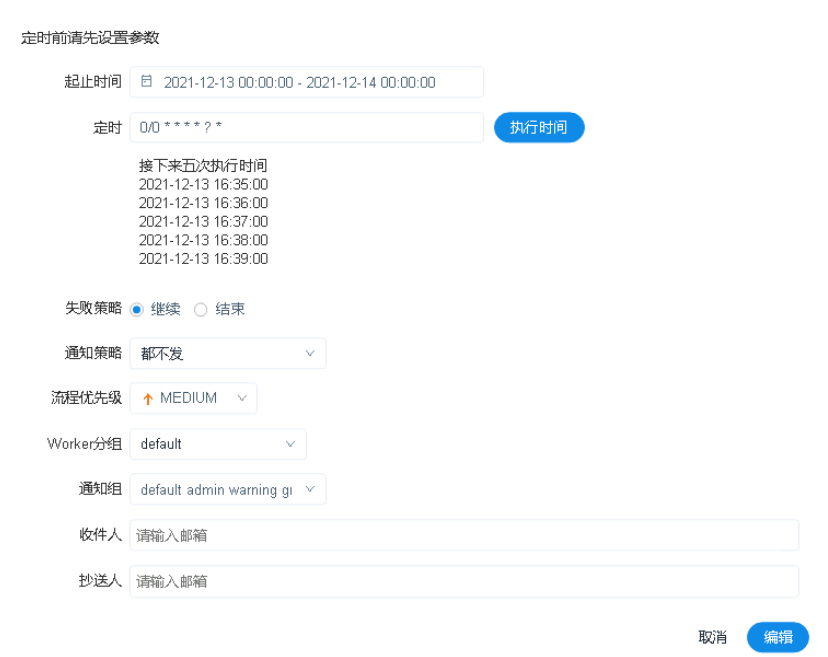 定时前请先设置参数
起止时间 2021-12-13 00:00:00 - 2021-12-14 00:00:00
定时 0/0 * * * * ? * 执行时间
接下来五次执行时间
2021-12-13 16:35:00
2021-12-13 16:36:00
2021-12-13 16:37:00
2021-12-13 16:38:00
2021-12-13 16:39:00
失败策略 继续 结束
通知策略 都不发
流程优先级 MEDIUM
Worker分组 default
通知组 default admin warning gr
收件人 请输入邮箱
抄送人 请输入邮箱
取消 编辑